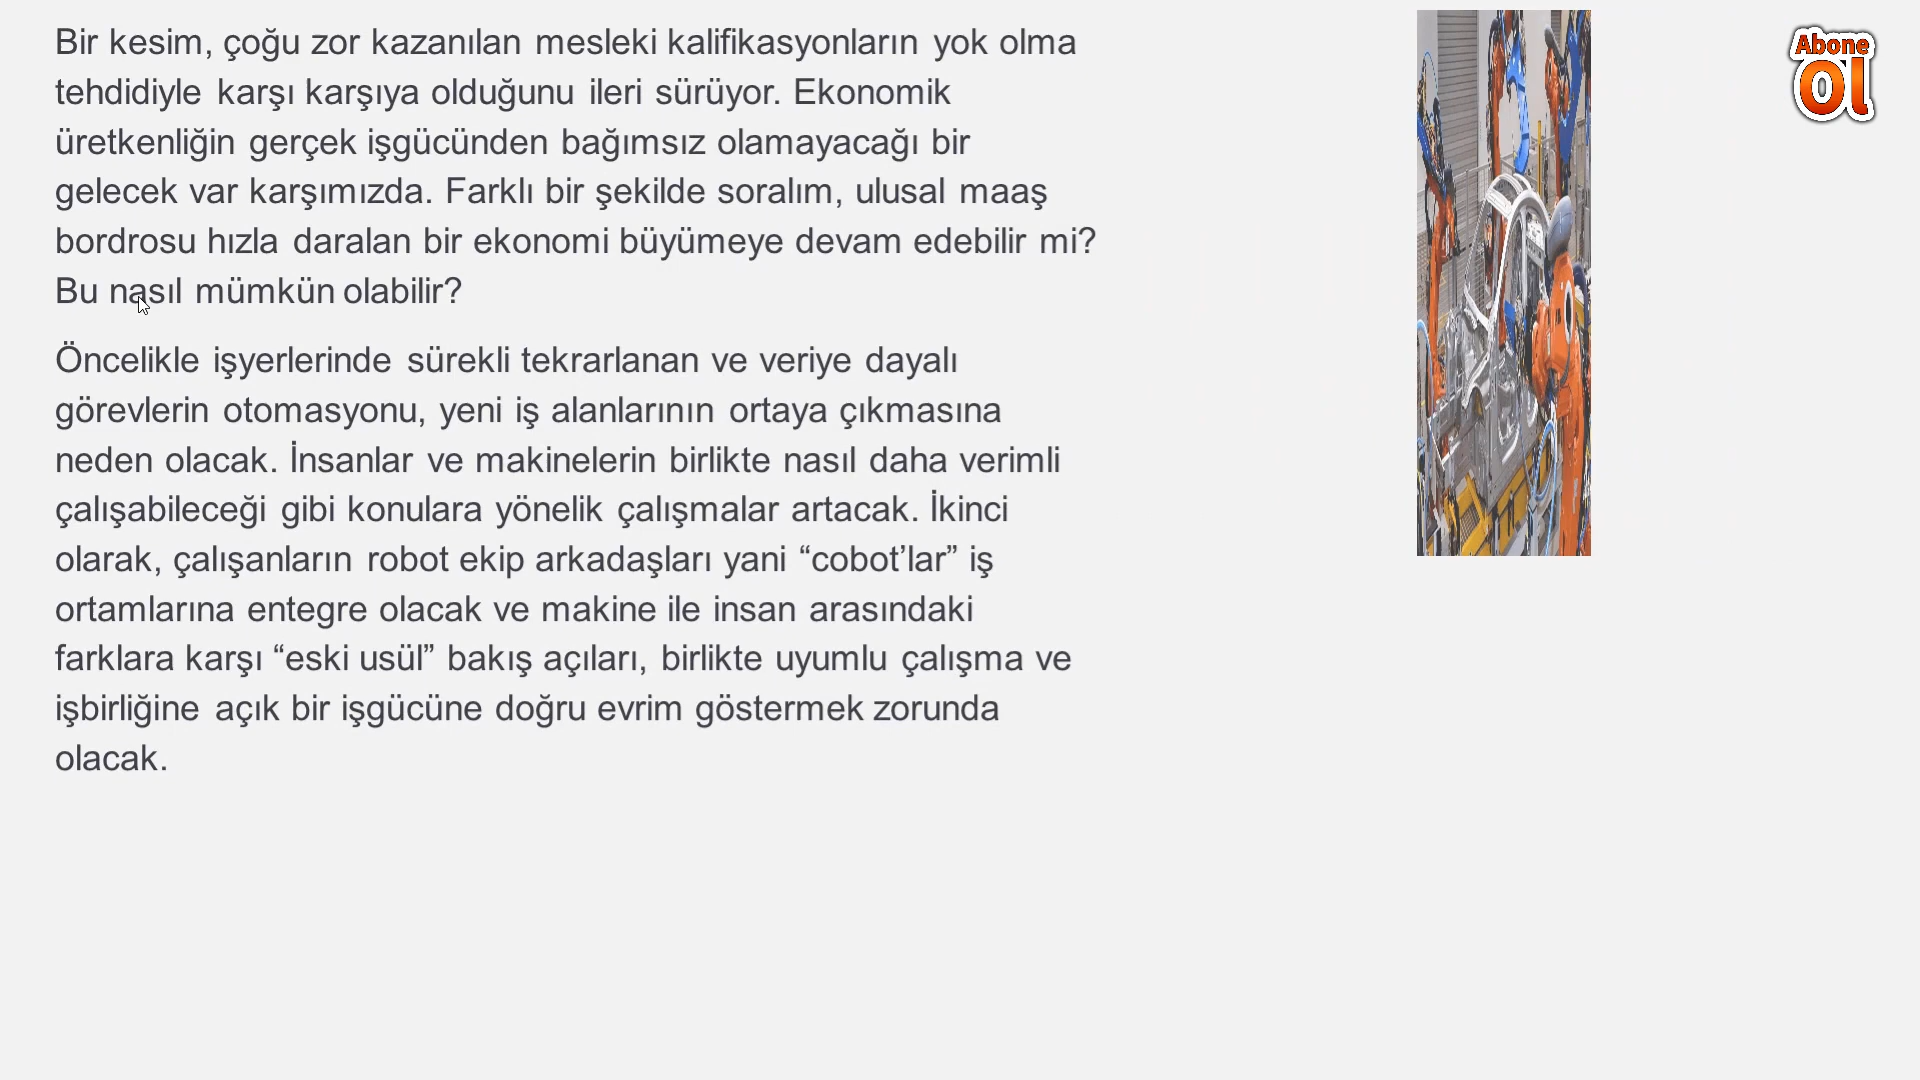 Bir kesim, çoğu zor kazanılan mesleki kalifikasyonların yok olma
tehdidiyle karşı karşıya olduğunu ileri sürüyor. Ekonomik
üretkenliğin gerçek işgücünden bağımsız olamayacağı bir
gelecek var karşımızda. Farklı bir şekilde soralım, ulusal maaş
bordrosu hızla daralan bir ekonomi büyümeye devam edebilir mi?
Bu nasıl mümkün olabilir?
Öncelikle işyerlerinde sürekli tekrarlanan ve veriye dayalı
görevlerin otomasyonu, yeni iş alanlarının ortaya çıkmasına
neden olacak. İnsanlar ve makinelerin birlikte nasıl daha verimli
çalışabileceği gibi konulara yönelik çalışmalar artacak. İkinci
olarak, çalışanların robot ekip arkadaşları yani “cobot’lar” iş
ortamlarına entegre olacak ve makine ile insan arasındaki
farklara karşı “eski usül” bakış açıları, birlikte uyumlu çalışma ve
işbirliğine açık bir işgücüne doğru evrim göstermek zorunda
olacak.
Abone
Ol